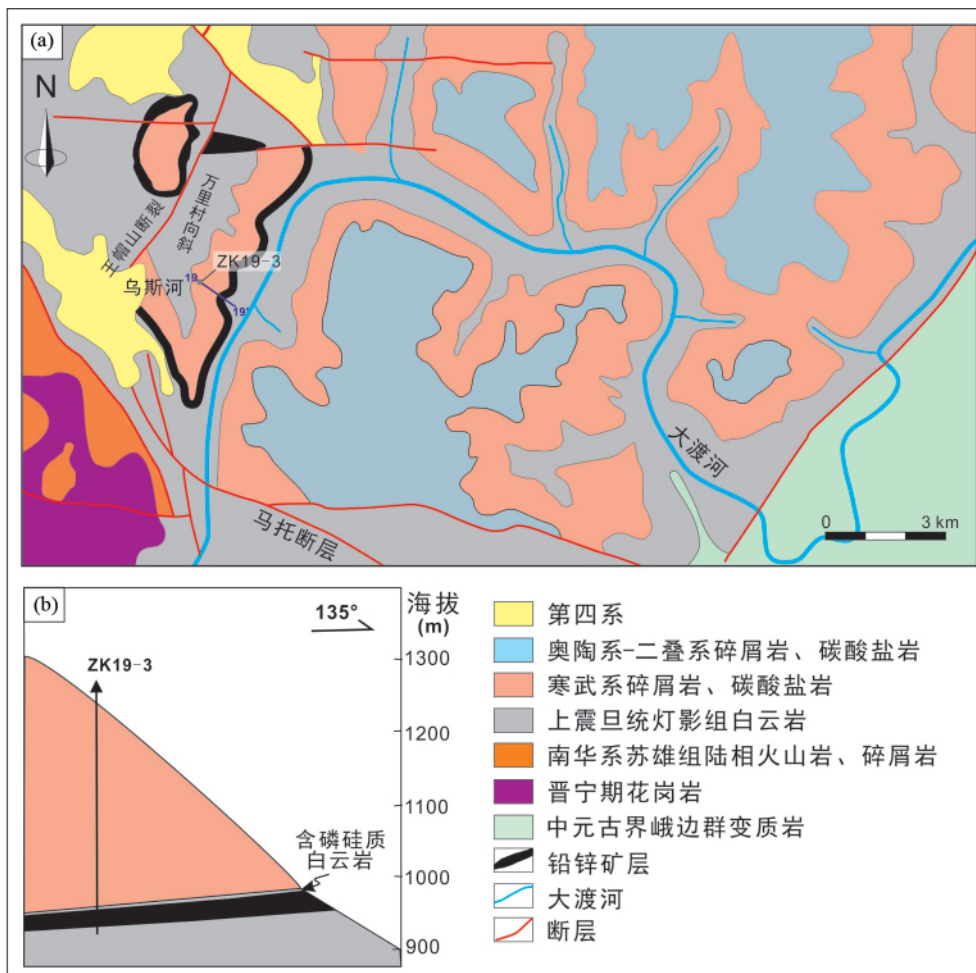 (a)
N
王帽山断裂
万里村向斜
ZK19-3
19
19'
乌斯河
大渡河
马托断层
0 3 km
(b)
135°
海拔
(m)
ZK19-3
1300
1200
1100
1000
900
含磷硅质
白云岩
第四系
奥陶系-二叠系碎屑岩、碳酸盐岩
寒武系碎屑岩、碳酸盐岩
上震旦统灯影组白云岩
南华系苏雄组陆相火山岩、碎屑岩
晋宁期花岗岩
中元古界峨边群变质岩
铅锌矿层
大渡河
断层